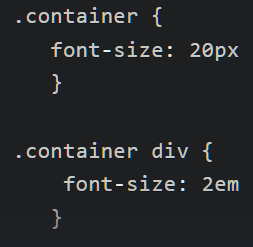 .container {
font-size: 20px
}
.container div {
font-size: 2em
}